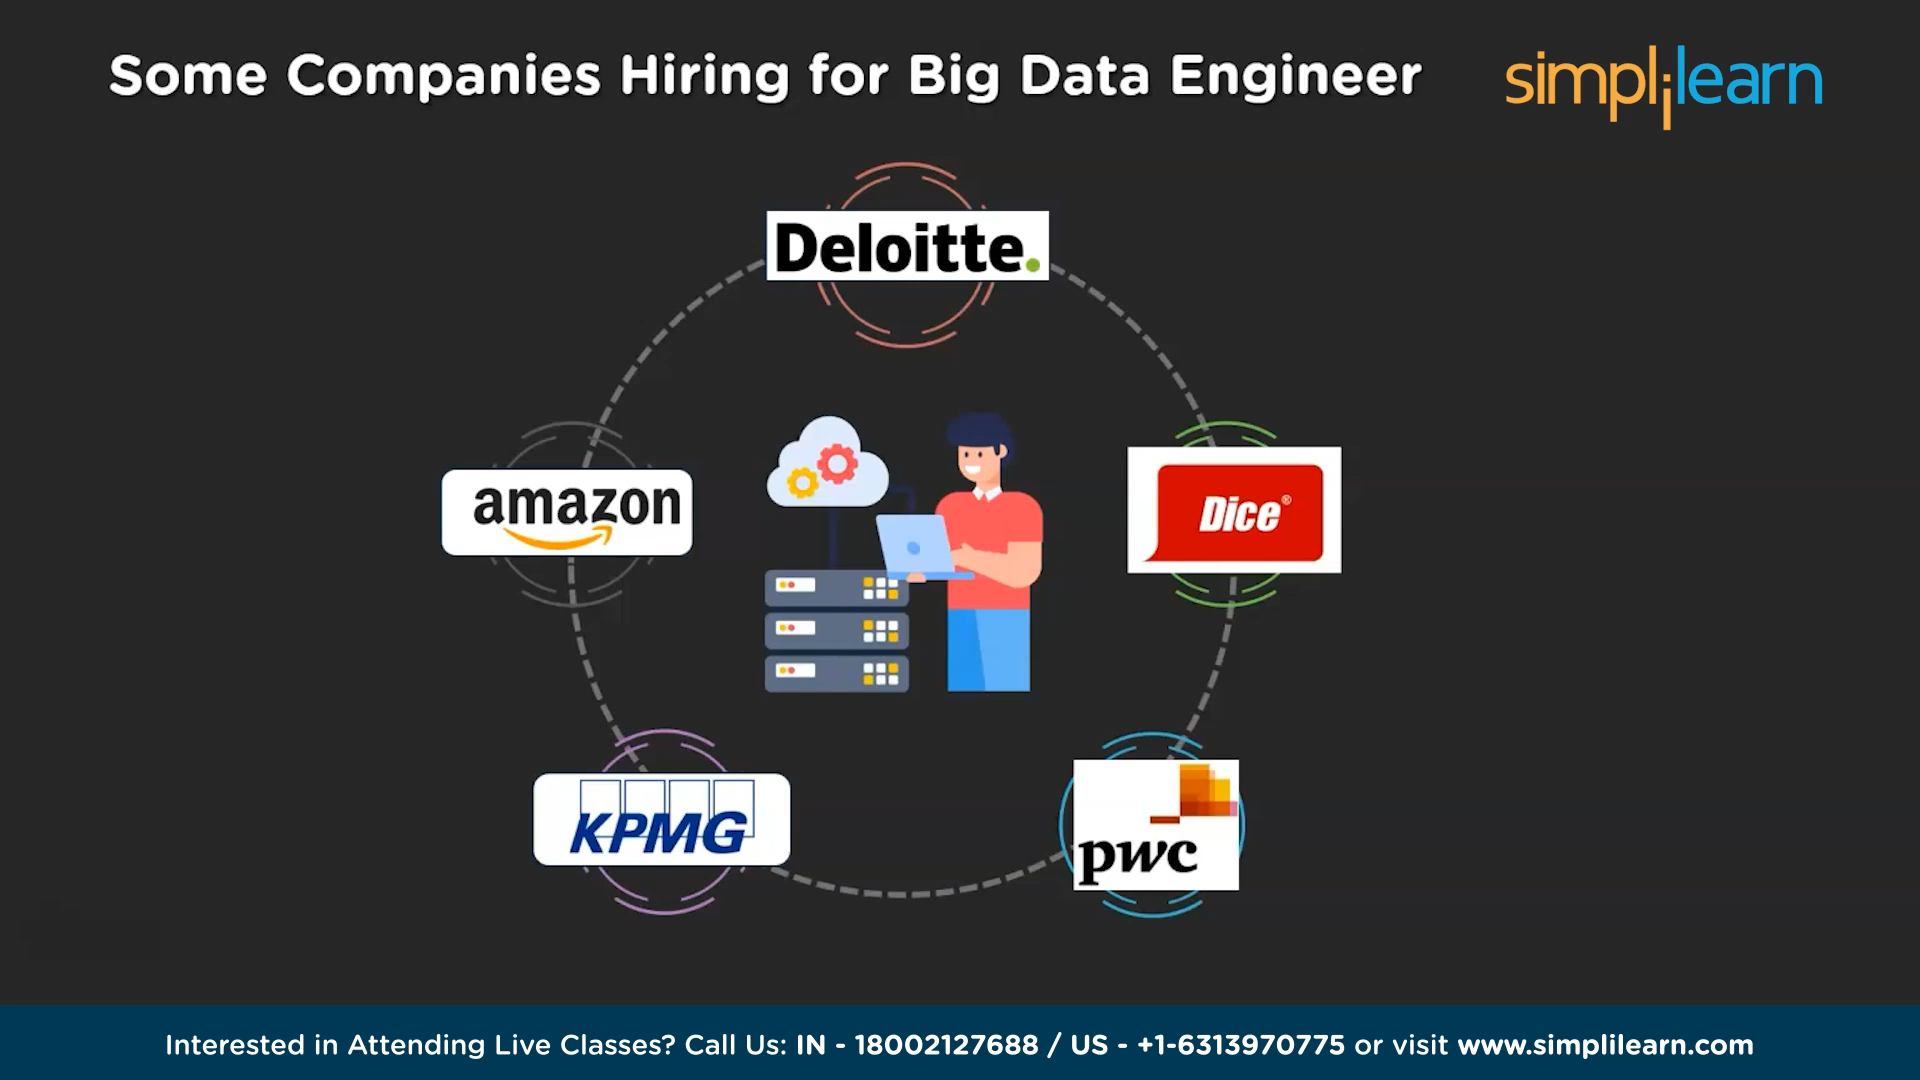 Some Companies Hiring for Big Data Engineer
simplilearn
Deloitte.
amazon
Dice®
KPMG
pwc
Interested in Attending Live Classes? Call Us: IN - 18002127688 / US - +1-6313970775 or visit www.simplilearn.com